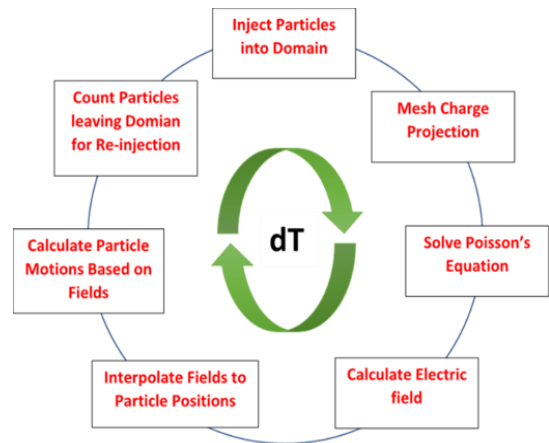 Inject Particles
into Domain
Mesh Charge
Projection
Solve Poisson's
Equation
Calculate Electric
field
Interpolate Fields to
Particle Positions
Calculate Particle
Motions Based on
Fields
Count Particles
leaving Domian
for Re-injection
dT